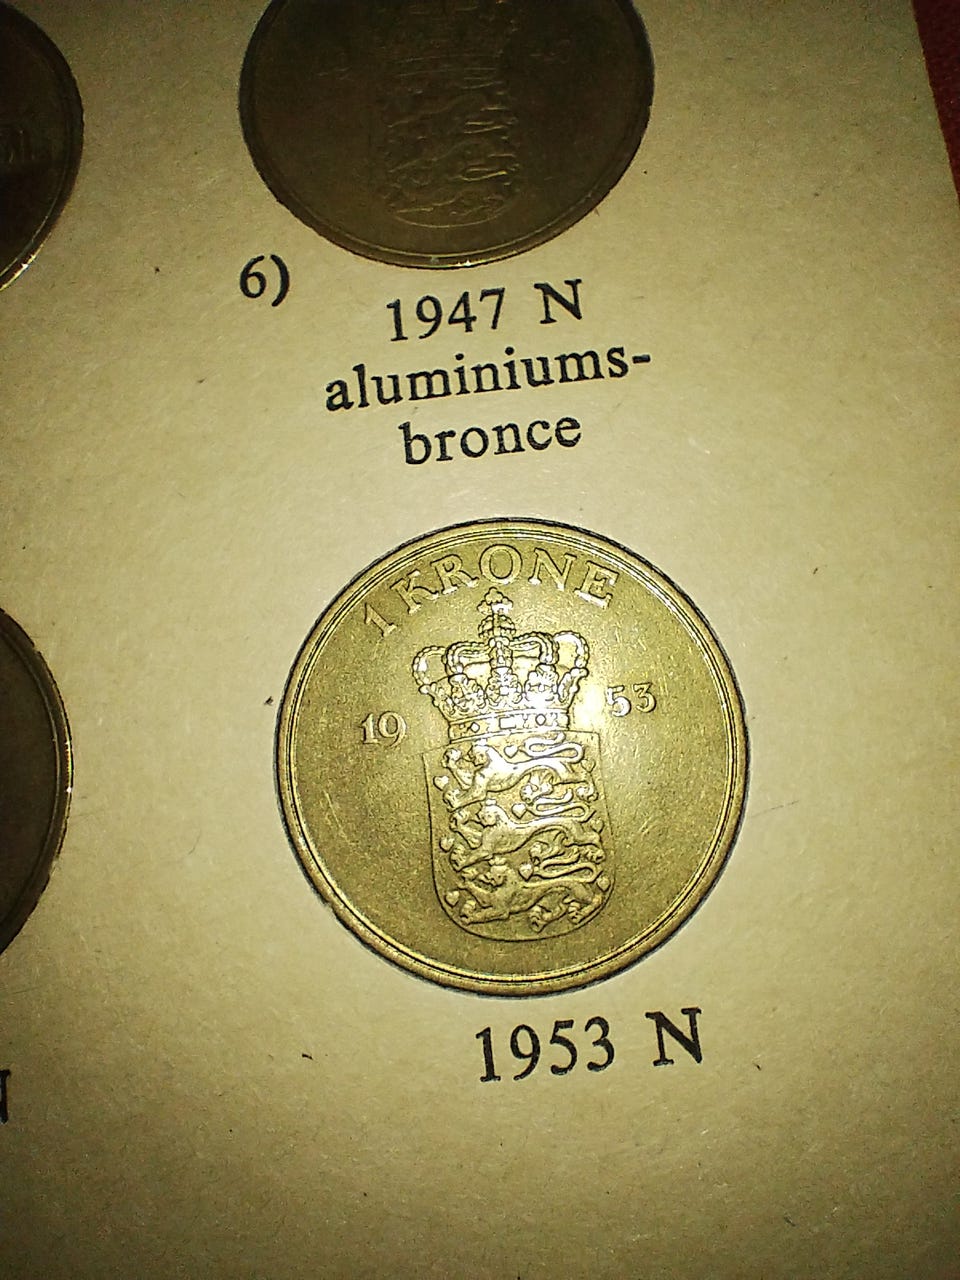 6)
1947 N
aluminiums-
bronce
1 KRONE
19 53
1953 N
N